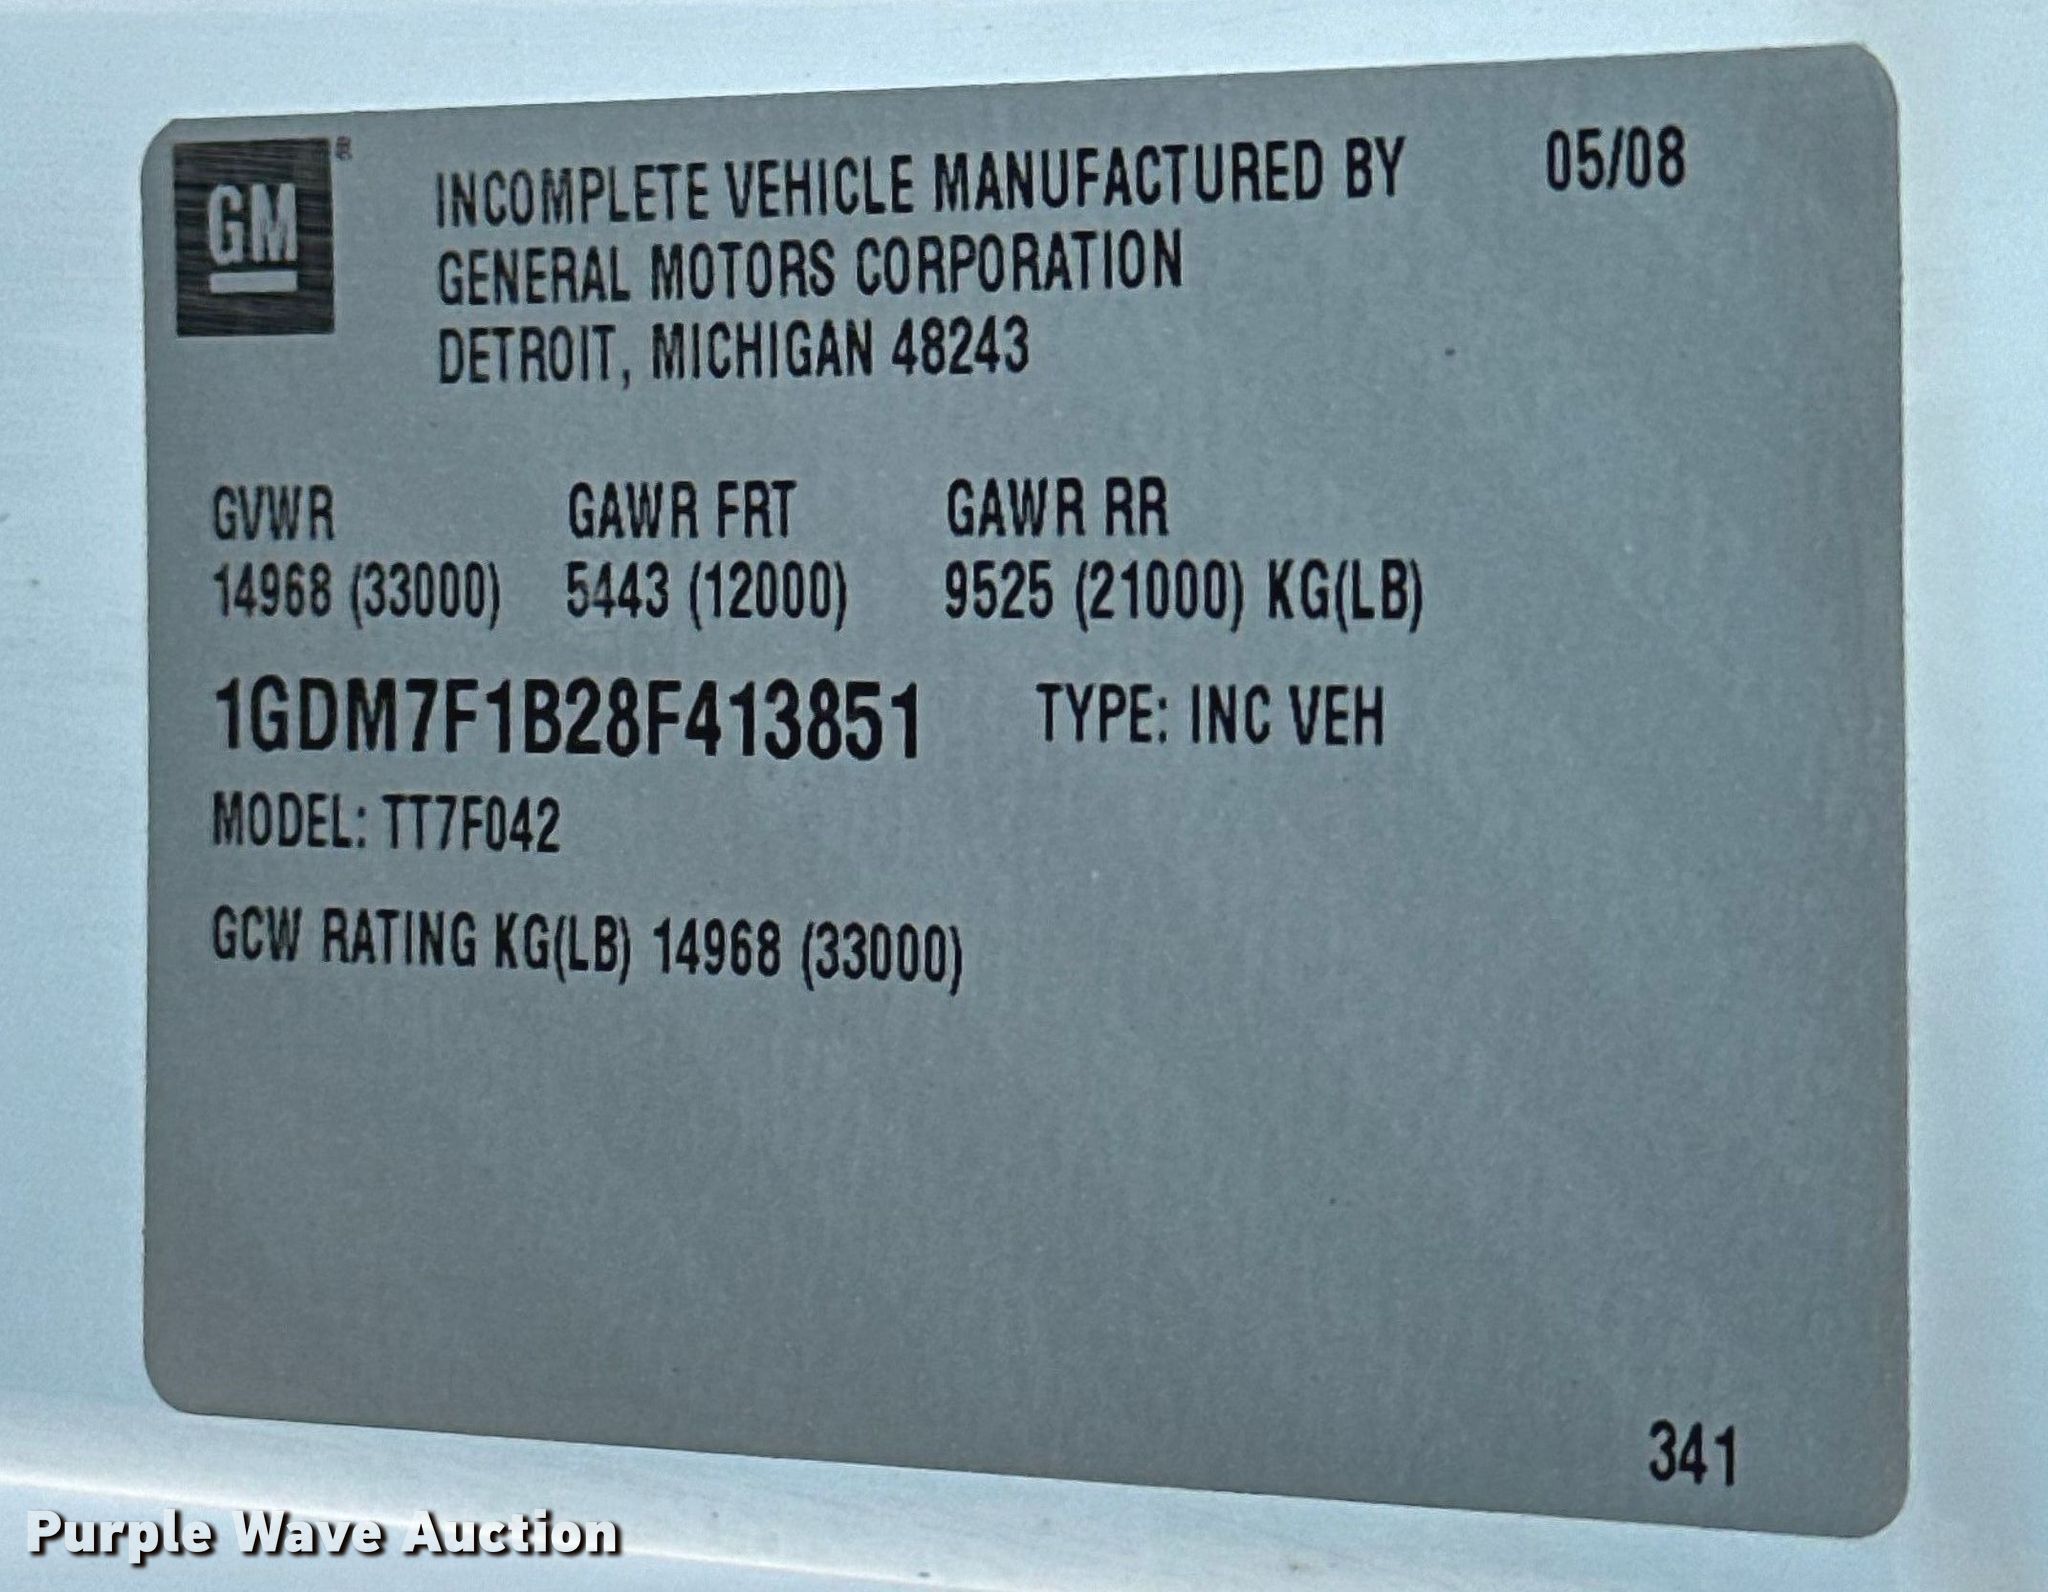 GM
INCOMPLETE VEHICLE MANUFACTURED BY 05/08
GENERAL MOTORS CORPORATION
DETROIT, MICHIGAN 48243
GVWR GAWR FRT GAWR RR
14968 (33000) 5443 (12000) 9525 (21000) KG(LB)
1GDM7F1B28F413851 TYPE: INC VEH
MODEL: TT7F042
GCW RATING KG(LB) 14968 (33000)
341
Purple Wave Auction